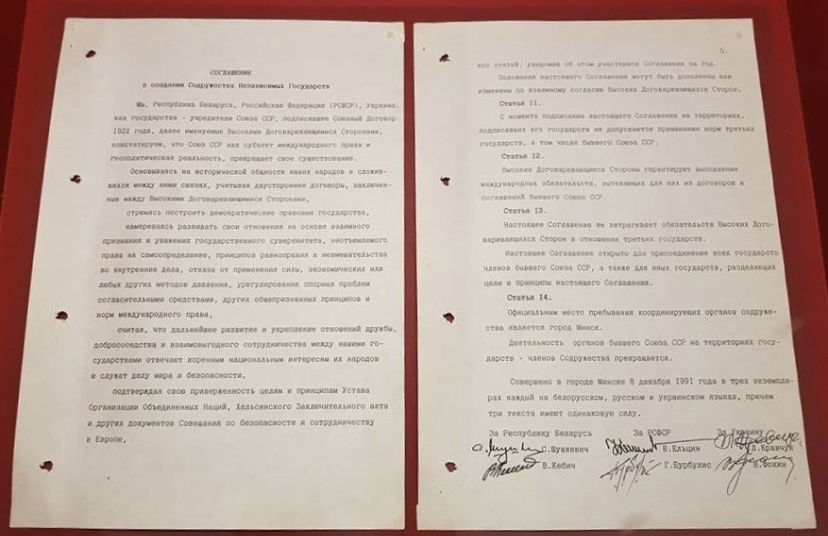 СОГЛАШЕНИЕ
о создании Содружества Независимых Государств
Мы, Республика Беларусь, Российская Федерация (РСФСР), Украина
как государства - учредители Союза ССР, подписавшие Союзный Договор
1922 года, далее именуемые Высокими Договаривающимися Сторонами,
констатируем, что Союз ССР как субъект международного права и
геополитическая реальность, прекращает свое существование.
Основываясь на исторической общности наших народов и сложив-
шихся между ними связях, учитывая двусторонние договоры, заключен-
ные между Высокими Договаривающимися Сторонами,
стремясь построить демократические правовые государства,
намереваясь развивать свои отношения на основе взаимного
признания и уважения государственного суверенитета, неотъемлемого
права на самоопределение, принципов равноправия и невмешательства
во внутренние дела, отказа от применения силы, экономических или
любых других методов давления, урегулирования спорных проблем
согласительными средствами, других общепризнанных принципов и
норм международного права,
считая, что дальнейшее развитие и укрепление отношений дружбы,
добрососедства и взаимовыгодного сотрудничества между нашими го-
сударствами отвечают коренным национальным интересам их народов
и служат делу мира и безопасности,
подтверждая свою приверженность целям и принципам Устава
Организации Объединенных Наций, Хельсинского Заключительного акта
и других документов Совещания по безопасности и сотрудничеству
в Европе,
5.
его статей, уведомив об этом участников Соглашения за год.
Положения настоящего Соглашения могут быть дополнены или
изменены по взаимному согласию Высоких Договаривающихся Сторон.
Статья 11.
С момента подписания настоящего Соглашения на территориях,
подписавших его государств не допускается применение норм третьих
государств, в том числе бывшего Союза ССР.
Статья 12.
Высокие Договаривающиеся Стороны гарантируют выполнение
международных обязательств, вытекающих для них из договоров и
соглашений бывшего Союза ССР.
Статья 13.
Настоящее Соглашение не затрагивает обязательств Высоких Дого-
варивающихся Сторон в отношении третьих государств.
Настоящее Соглашение открыто для присоединения всех государств
членов бывшего Союза ССР, а также для иных государств, разделяющих
цели и принципы настоящего Соглашения.
Статья 14.
Официальным местом пребывания координирующих органов содруже-
ства является город Минск.
Деятельность органов бывшего Союза ССР на территориях госу-
дарств - членов Содружества прекращается.
Совершено в городе Минске 8 декабря 1991 года в трех экземпля-
рах каждый на белорусском, русском и украинском языках, причем
три текста имеют одинаковую силу.
За Республику Беларусь За РСФСР За Украину
С.Шушкевич Б.Ельцин Л.Кравчук
В.Кебич Г.Бурбулис В.Фокин